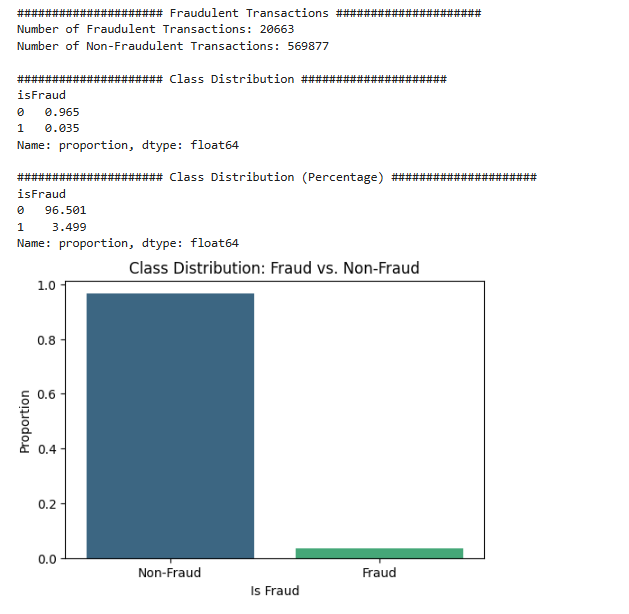 ##################### Fraudulent Transactions #####################
Number of Fraudulent Transactions: 20663
Number of Non-Fraudulent Transactions: 569877
##################### Class Distribution #####################
isFraud
0   0.965
1   0.035
Name: proportion, dtype: float64
##################### Class Distribution (Percentage) #####################
isFraud
0   96.501
1    3.499
Name: proportion, dtype: float64
Class Distribution: Fraud vs. Non-Fraud
1.0
0.8
0.6
0.4
0.2
0.0
Proportion
Non-Fraud
Fraud
Is Fraud